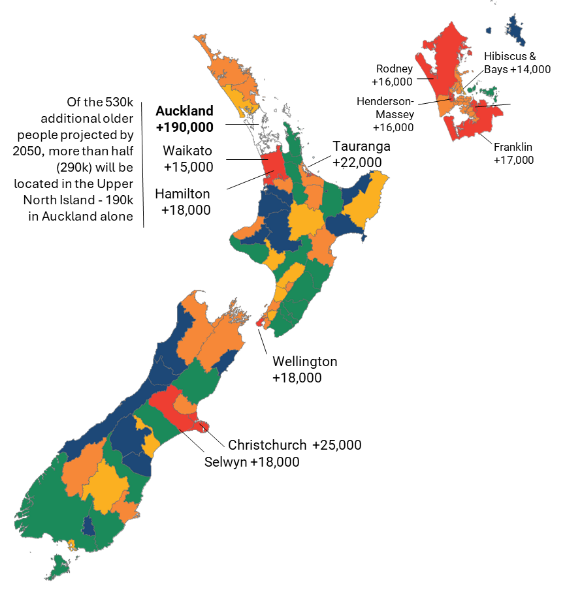 Of the 530k
additional older
people projected by
2050, more than half
(290k) will be
located in the Upper
North Island - 190k
in Auckland alone
Auckland
+190,000
Waikato
+15,000
Hamilton
+18,000
Tauranga
+22,000
Rodney
+16,000
Henderson-
Massey
+16,000
Hibiscus &
Bays +14,000
Franklin
+17,000
Wellington
+18,000
Christchurch +25,000
Selwyn +18,000